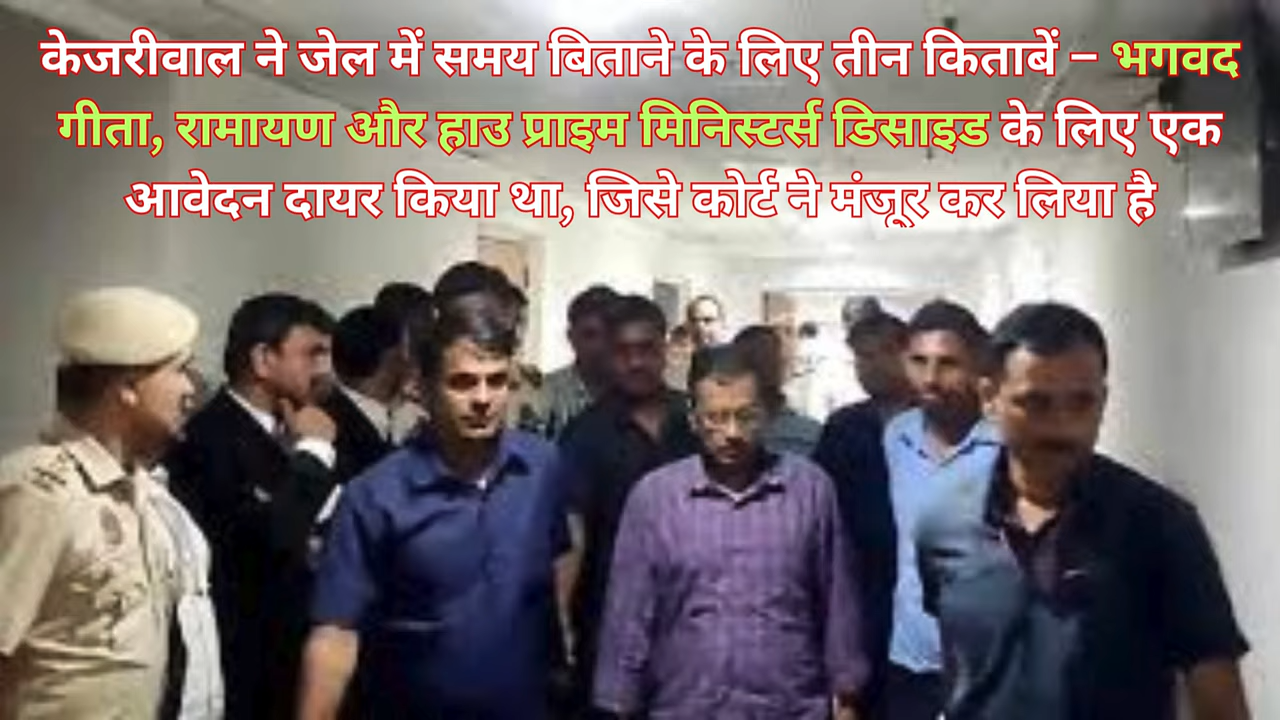 केजरीवाल ने जेल में समय बिताने के लिए तीन किताबें – भगवद
गीता, रामायण और हाउ प्राइम मिनिस्टर्स डिसाइड के लिए एक
आवेदन दायर किया था, जिसे कोर्ट ने मंजूर कर लिया है